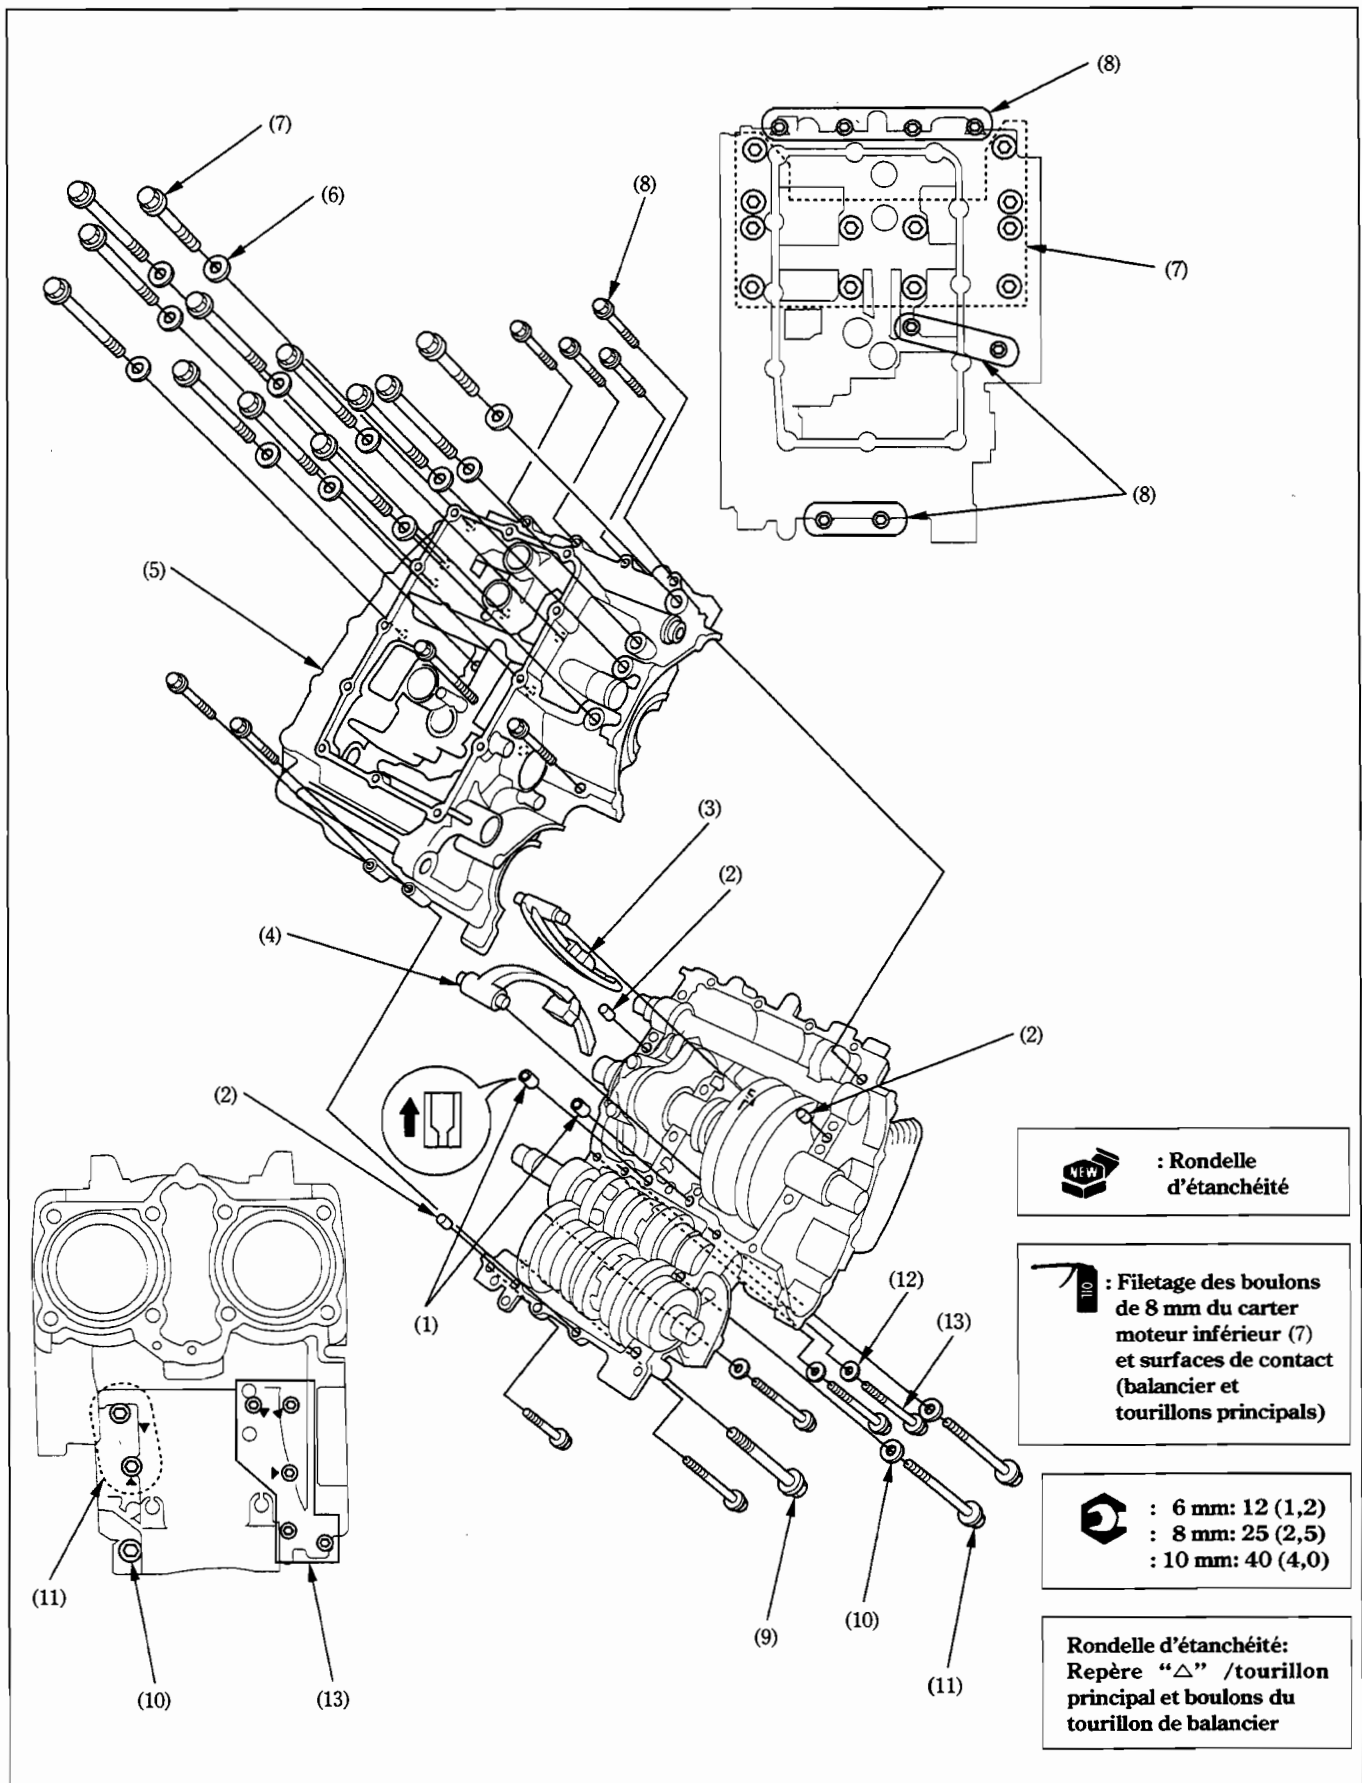 (8)
(7)
(6)
(8)
(7)
(8)
(5)
(3)
(2)
(4)
(2)
(2)
(1)
NEW
: Rondelle
d'étanchéité
OIL
: Filetage des boulons
de 8 mm du carter
moteur inférieur (7)
et surfaces de contact
(balancier et
tourillons principals)
(12)
(13)
: 6 mm: 12 (1,2)
: 8 mm: 25 (2,5)
: 10 mm: 40 (4,0)
(11)
(10)
(9)
(10)
(13)
(11)
Rondelle d'étanchéité:
Repère “△” /tourillon
principal et boulons du
tourillon de balancier